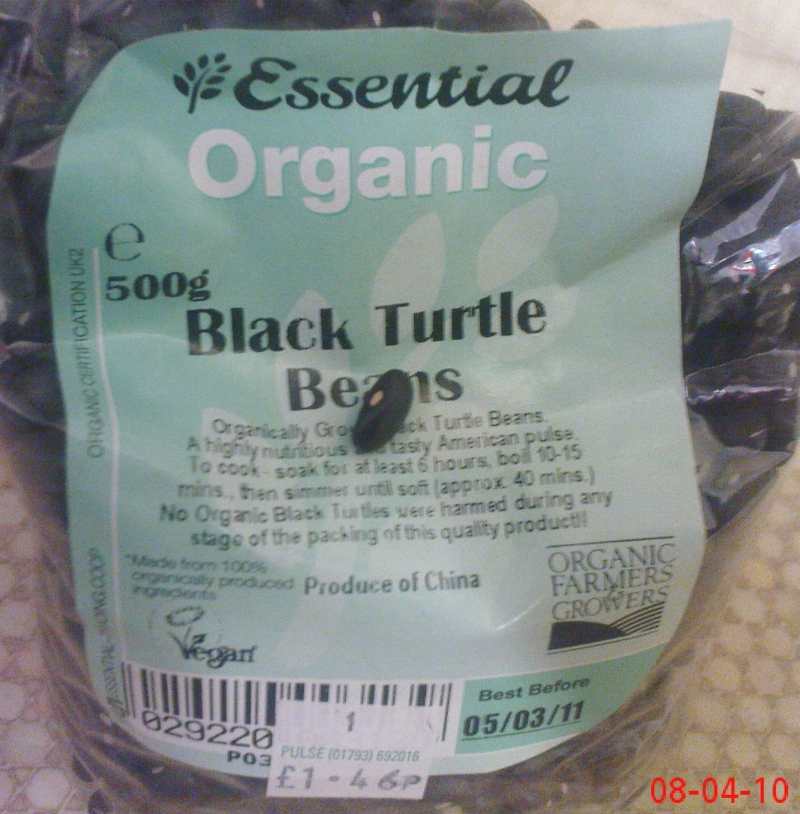 Essential
Organic
e
500g
Black Turtle
Beans
Organically Grown Black Turtle Beans.
A highly nutritious tasty American pulse.
To cook - soak for at least 6 hours, boil 10-15
mins., then simmer until soft (approx. 40 mins.)
No Organic Black Turtles were harmed during any
stage of the packing of this quality product!!
*Made from 100%
organically produced
ingredients
Produce of China
ORGANIC
FARMERS
&
GROWERS
Vegan
ORGANIC CERTIFICATION UK2
029220
P03
1
PULSE (01793) 692016
£1-46P
Best Before
05/03/11
08-04-10